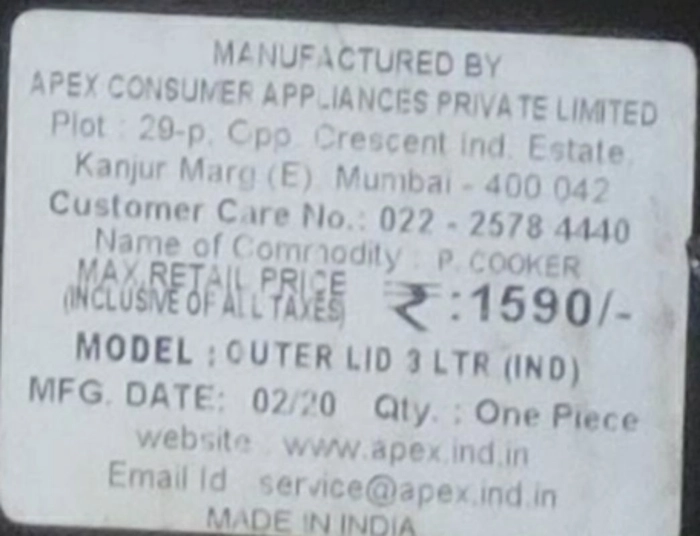 MANUFACTURED BY
APEX CONSUMER APPLIANCES PRIVATE LIMITED
Plot : 29-p, Opp. Crescent Ind. Estate,
Kanjur Marg (E), Mumbai - 400 042
Customer Care No.: 022 - 2578 4440
Name of Commodity : P. COOKER
MAX.RETAIL PRICE ₹:1590/-
(INCLUSIVE OF ALL TAXES)
MODEL : OUTER LID 3 LTR (IND)
MFG. DATE: 02/20 Qty. : One Piece
website : www.apex.ind.in
Email Id service@apex.ind.in
MADE IN INDIA